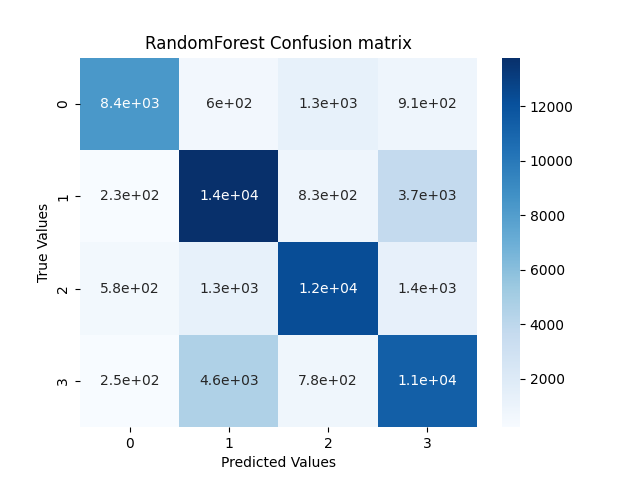 RandomForest Confusion matrix
0 8.4e+03 6e+02 1.3e+03 9.1e+02
1 2.3e+02 1.4e+04 8.3e+02 3.7e+03
2 5.8e+02 1.3e+03 1.2e+04 1.4e+03
3 2.5e+02 4.6e+03 7.8e+02 1.1e+04
0 1 2 3
True Values
Predicted Values
12000
10000
8000
6000
4000
2000